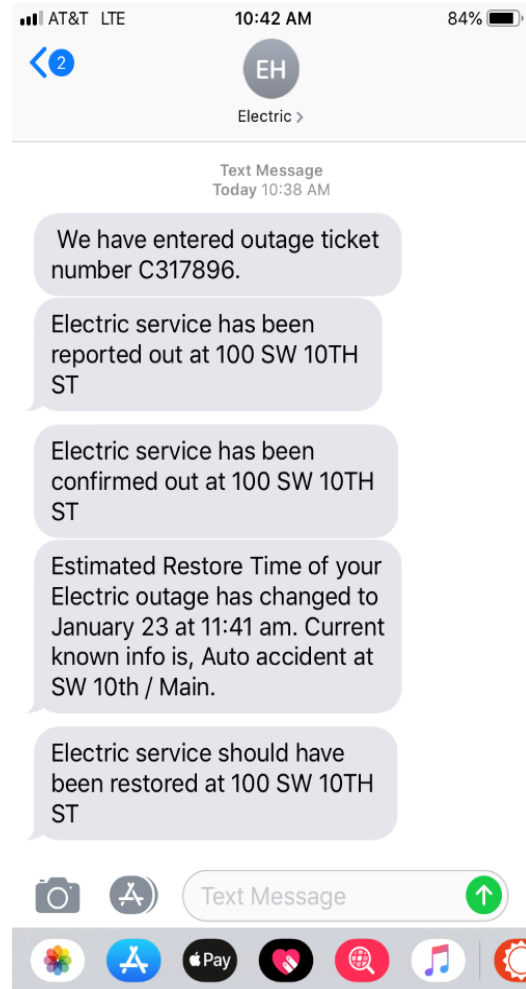 AT&T LTE 10:42 AM 84%
2
EH
Electric >
Text Message
Today 10:38 AM
We have entered outage ticket
number C317896.
Electric service has been
reported out at 100 SW 10TH
ST
Electric service has been
confirmed out at 100 SW 10TH
ST
Estimated Restore Time of your
Electric outage has changed to
January 23 at 11:41 am. Current
known info is, Auto accident at
SW 10th / Main.
Electric service should have
been restored at 100 SW 10TH
ST
Text Message
Pay